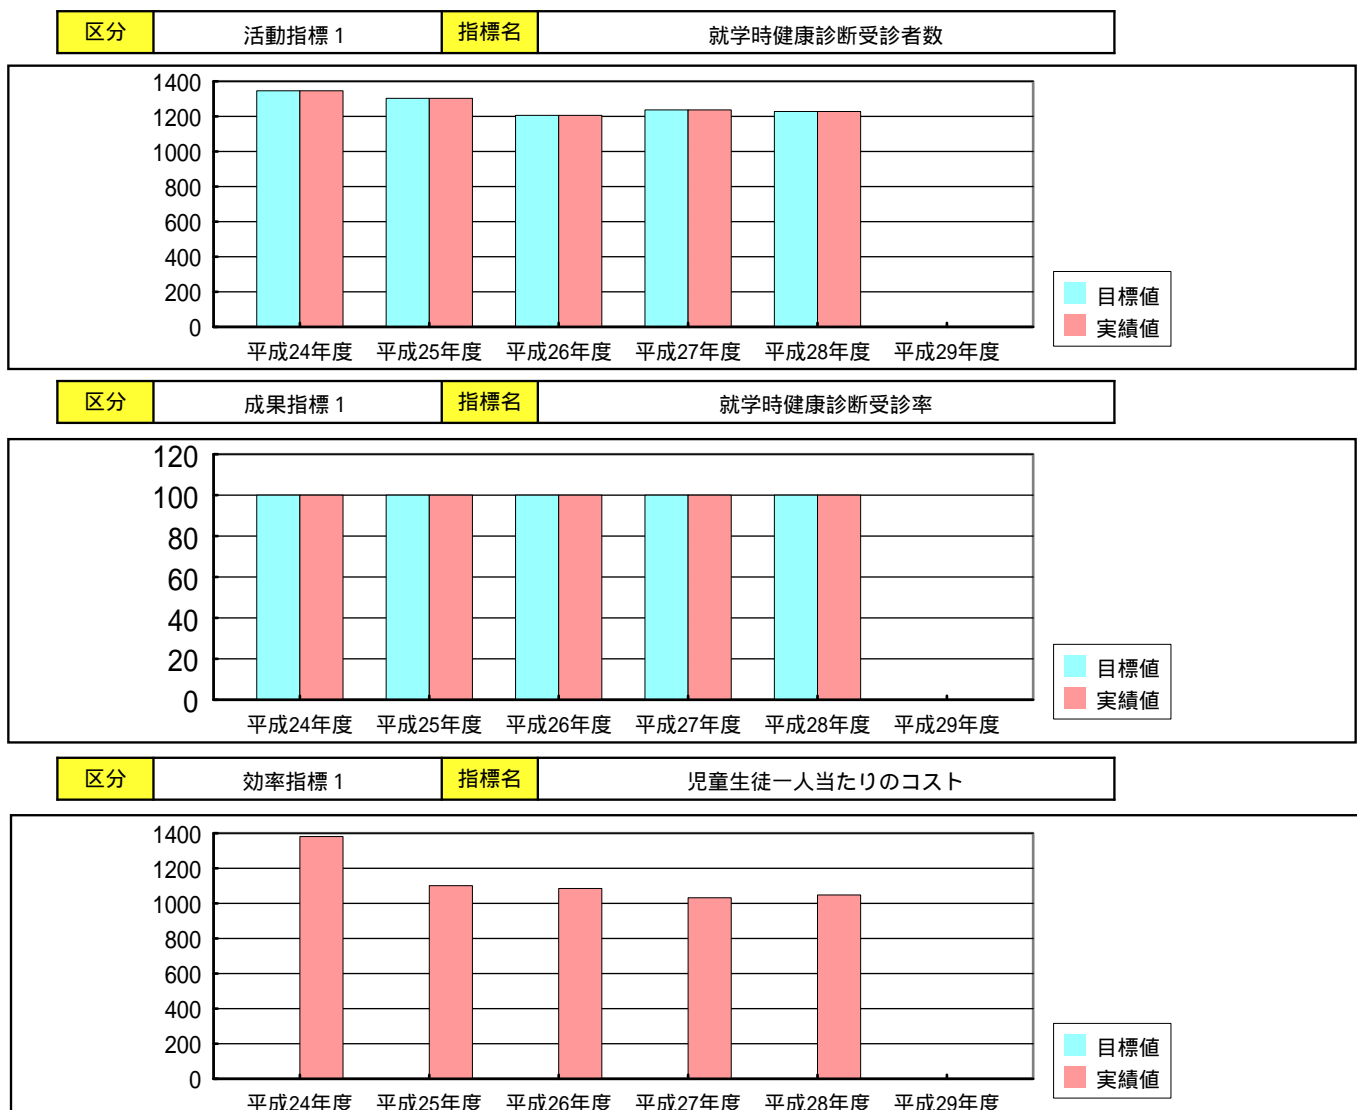 区分 活動指標1 指標名 就学時健康診断受診者数
1400
1200
1000
800
600
400
200
0
平成24年度 平成25年度 平成26年度 平成27年度 平成28年度 平成29年度
目標値
実績値
区分 成果指標1 指標名 就学時健康診断受診率
120
100
80
60
40
20
0
平成24年度 平成25年度 平成26年度 平成27年度 平成28年度 平成29年度
目標値
実績値
区分 効率指標1 指標名 児童生徒一人当たりのコスト
1400
1200
1000
800
600
400
200
0
平成24年度 平成25年度 平成26年度 平成27年度 平成28年度 平成29年度
目標値
実績値